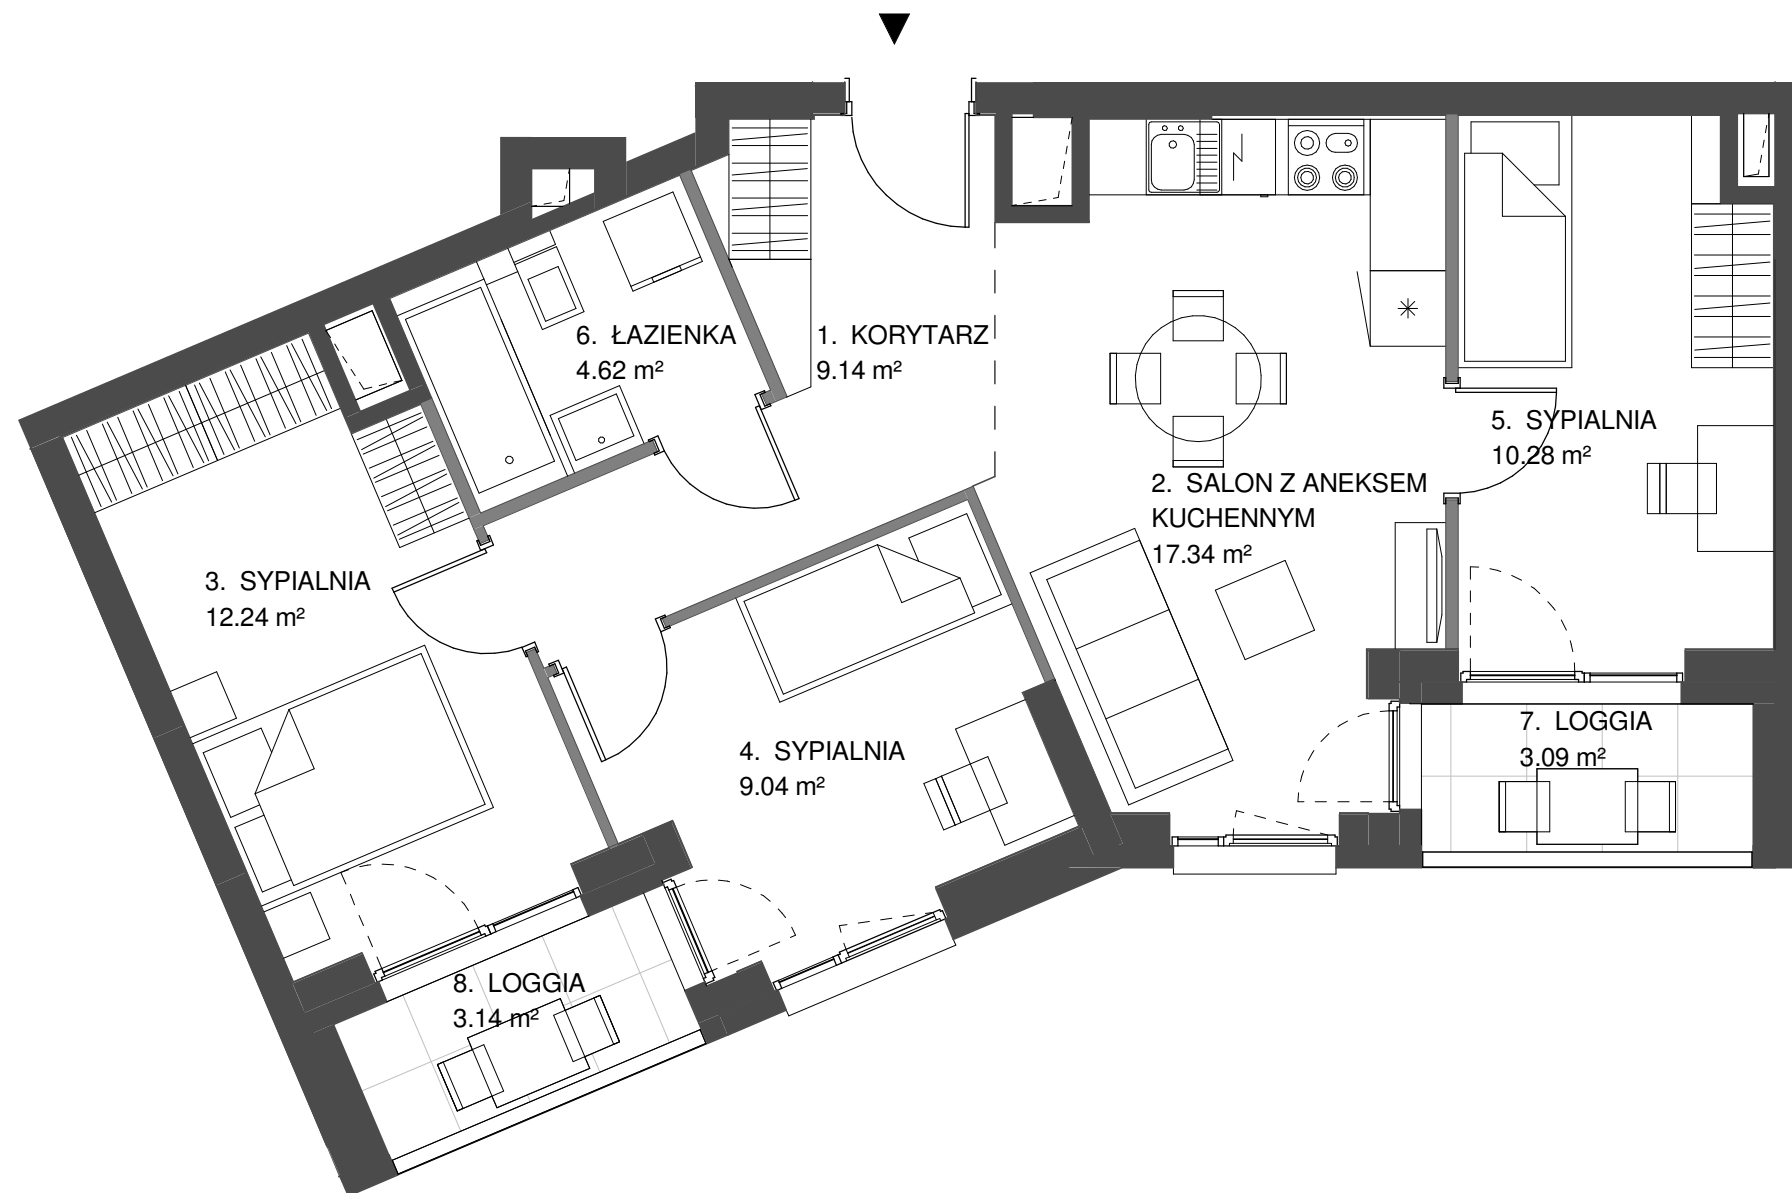 6. ŁAZIENKA
4.62 m²
1. KORYTARZ
9.14 m²
5. SYPIALNIA
10.28 m²
2. SALON Z ANEKSEM
KUCHENNYM
17.34 m²
3. SYPIALNIA
12.24 m²
4. SYPIALNIA
9.04 m²
7. LOGGIA
3.09 m²
8. LOGGIA
3.14 m²